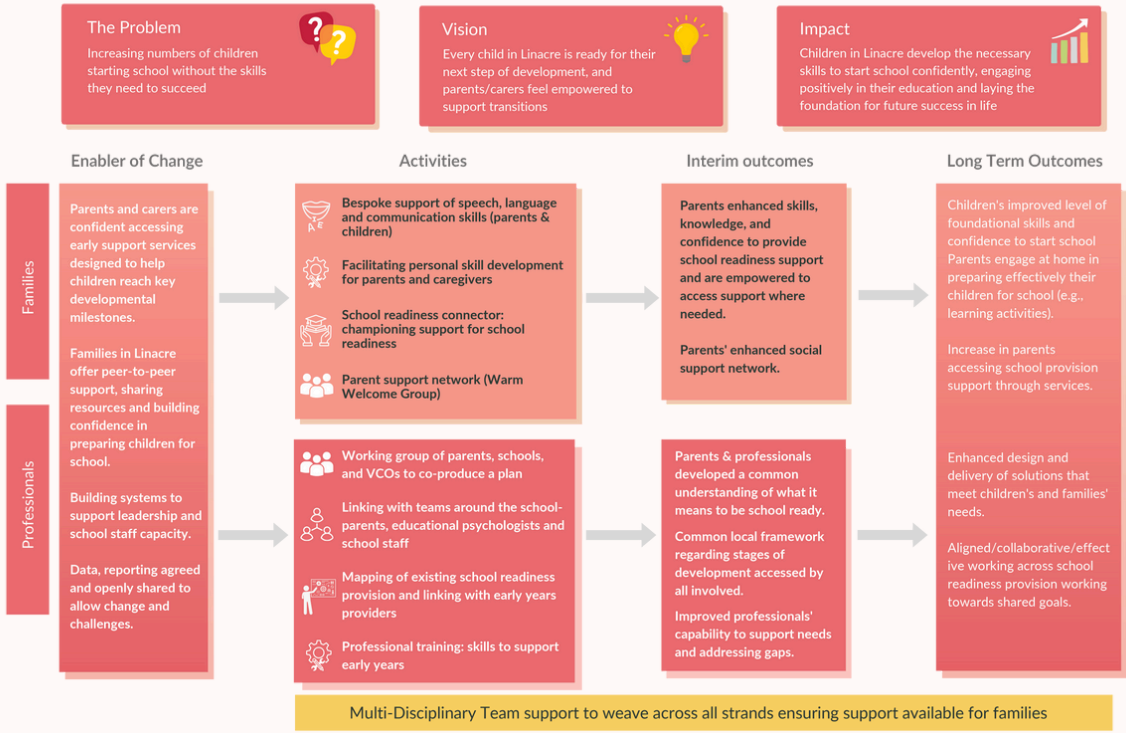 The Problem
Increasing numbers of children
starting school without the skills
they need to succeed
Vision
Every child in Linacre is ready for their
next step of development, and
parents/carers feel empowered to
support transitions
Impact
Children in Linacre develop the necessary
skills to start school confidently, engaging
positively in their education and laying the
foundation for future success in life
Enabler of Change
Activities
Interim outcomes
Long Term Outcomes
Families
Professionals
Parents and carers are
confident accessing
early support services
designed to help
children reach key
developmental
milestones.
Families in Linacre
offer peer-to-peer
support, sharing
resources and building
confidence in
preparing children for
school.
Building systems to
support leadership and
school staff capacity.
Data, reporting agreed
and openly shared to
allow change and
challenges.
Bespoke support of speech, language
and communication skills (parents &
children)
Facilitating personal skill development
for parents and caregivers
School readiness connector:
championing support for school
readiness
Parent support network (Warm
Welcome Group)
Working group of parents, schools,
and VCOs to co-produce a plan
Linking with teams around the school-
parents, educational psychologists and
school staff
Mapping of existing school readiness
provision and linking with early years
providers
Professional training: skills to support
early years
Parents enhanced skills,
knowledge, and
confidence to provide
school readiness support
and are empowered to
access support where
needed.
Parents' enhanced social
support network.
Parents & professionals
developed a common
understanding of what it
means to be school ready.
Common local framework
regarding stages of
development accessed by
all involved.
Improved professionals'
capability to support needs
and addressing gaps.
Children's improved level of
foundational skills and
confidence to start school
Parents engage at home in
preparing effectively their
children for school (e.g.,
learning activities).
Increase in parents
accessing school provision
support through services.
Enhanced design and
delivery of solutions that
meet children's and families'
needs.
Aligned/collaborative/effect
ive working across school
readiness provision working
towards shared goals.
Multi-Disciplinary Team support to weave across all strands ensuring support available for families